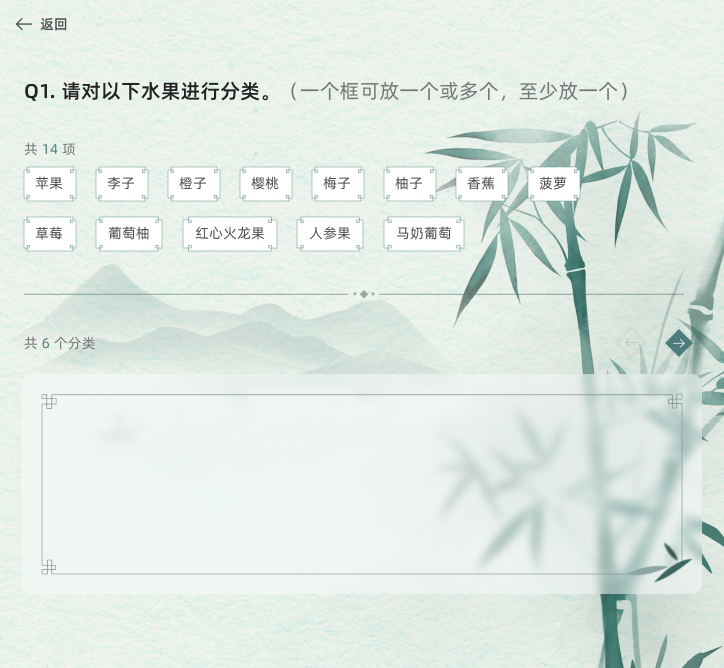 返回
Q1. 请对以下水果进行分类。（一个框可放一个或多个，至少放一个）
共 14 项
苹果 李子 橙子 樱桃 梅子 柚子 香蕉 菠萝
草莓 葡萄柚 红心火龙果 人参果 马奶葡萄
共 6 个分类